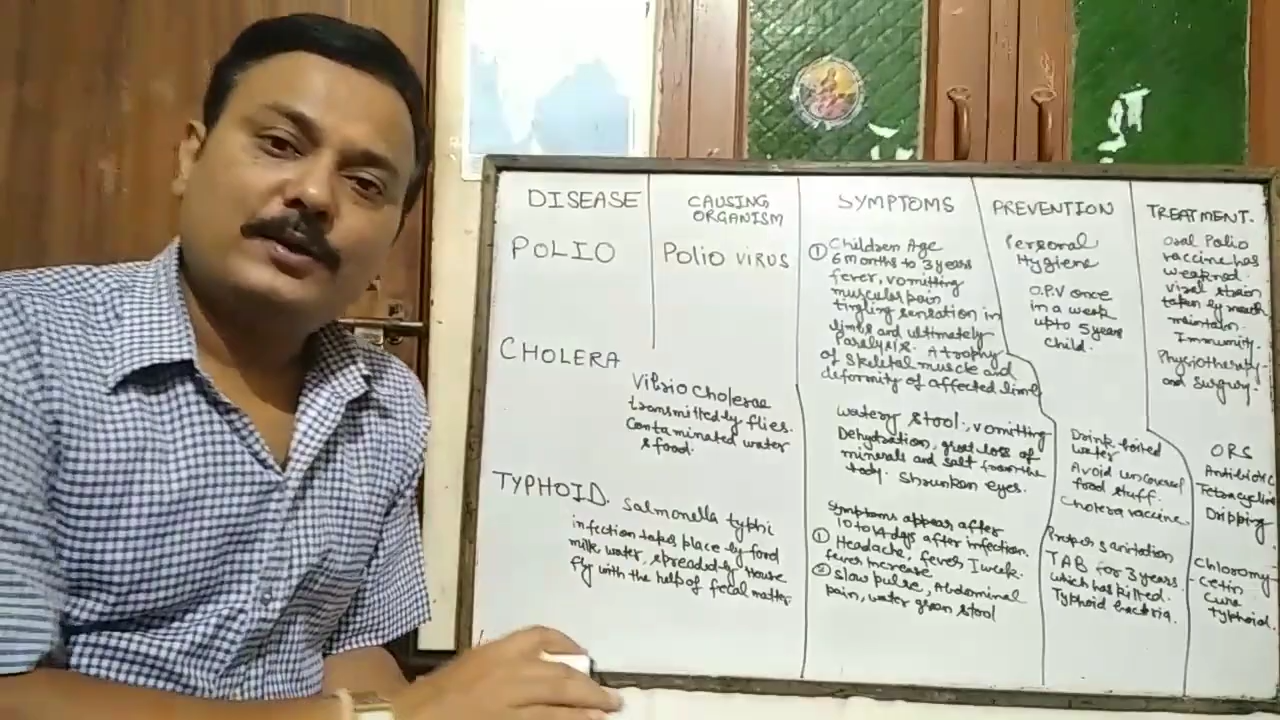 DISEASE
CAUSING
ORGANISM
SYMPTOMS
PREVENTION
TREATMENT.
POLIO
Polio VIRUS
① Children Age
6 months to 3 years
fever, vomitting
muscular pain
tingling sensation in
limbs and ultimately
Paralysis. Atrophy
of skeletal muscle and
deformity of affected limb
Personal
Hygiene
O.P.V once
in a week
upto 5 years
child.
Oral Polio
vaccine has
weakned
viral strain
taken by mouth
maintain
Immunity.
Physiotherapy
and surgery.
CHOLERA
Vibrio Cholerae
transmitted by flies.
Contaminated water
& food.
Watery stool, vomitting
Dehydration, great loss of
minerals and salt from the
body. Shrunken eyes.
Drink boiled
water
Avoid uncovered
food stuff.
Cholera vaccine
ORS
Antibiotic
Tetracyclin
Dripping
TYPHOID.
Salmonella typhi
infection takes place by food
milk, water, spreaded by house
fly with the help of fecal matter.
Symptoms appear after
10 to 14 days after infection.
① Headache, fever I week.
fever increase
② Slow pulse, Abdominal
pain, water green stool
Proper sanitation
TAB for 3 years
which has killed
Typhoid bacteria.
Chloromy-
cetin
cure
typhoid.